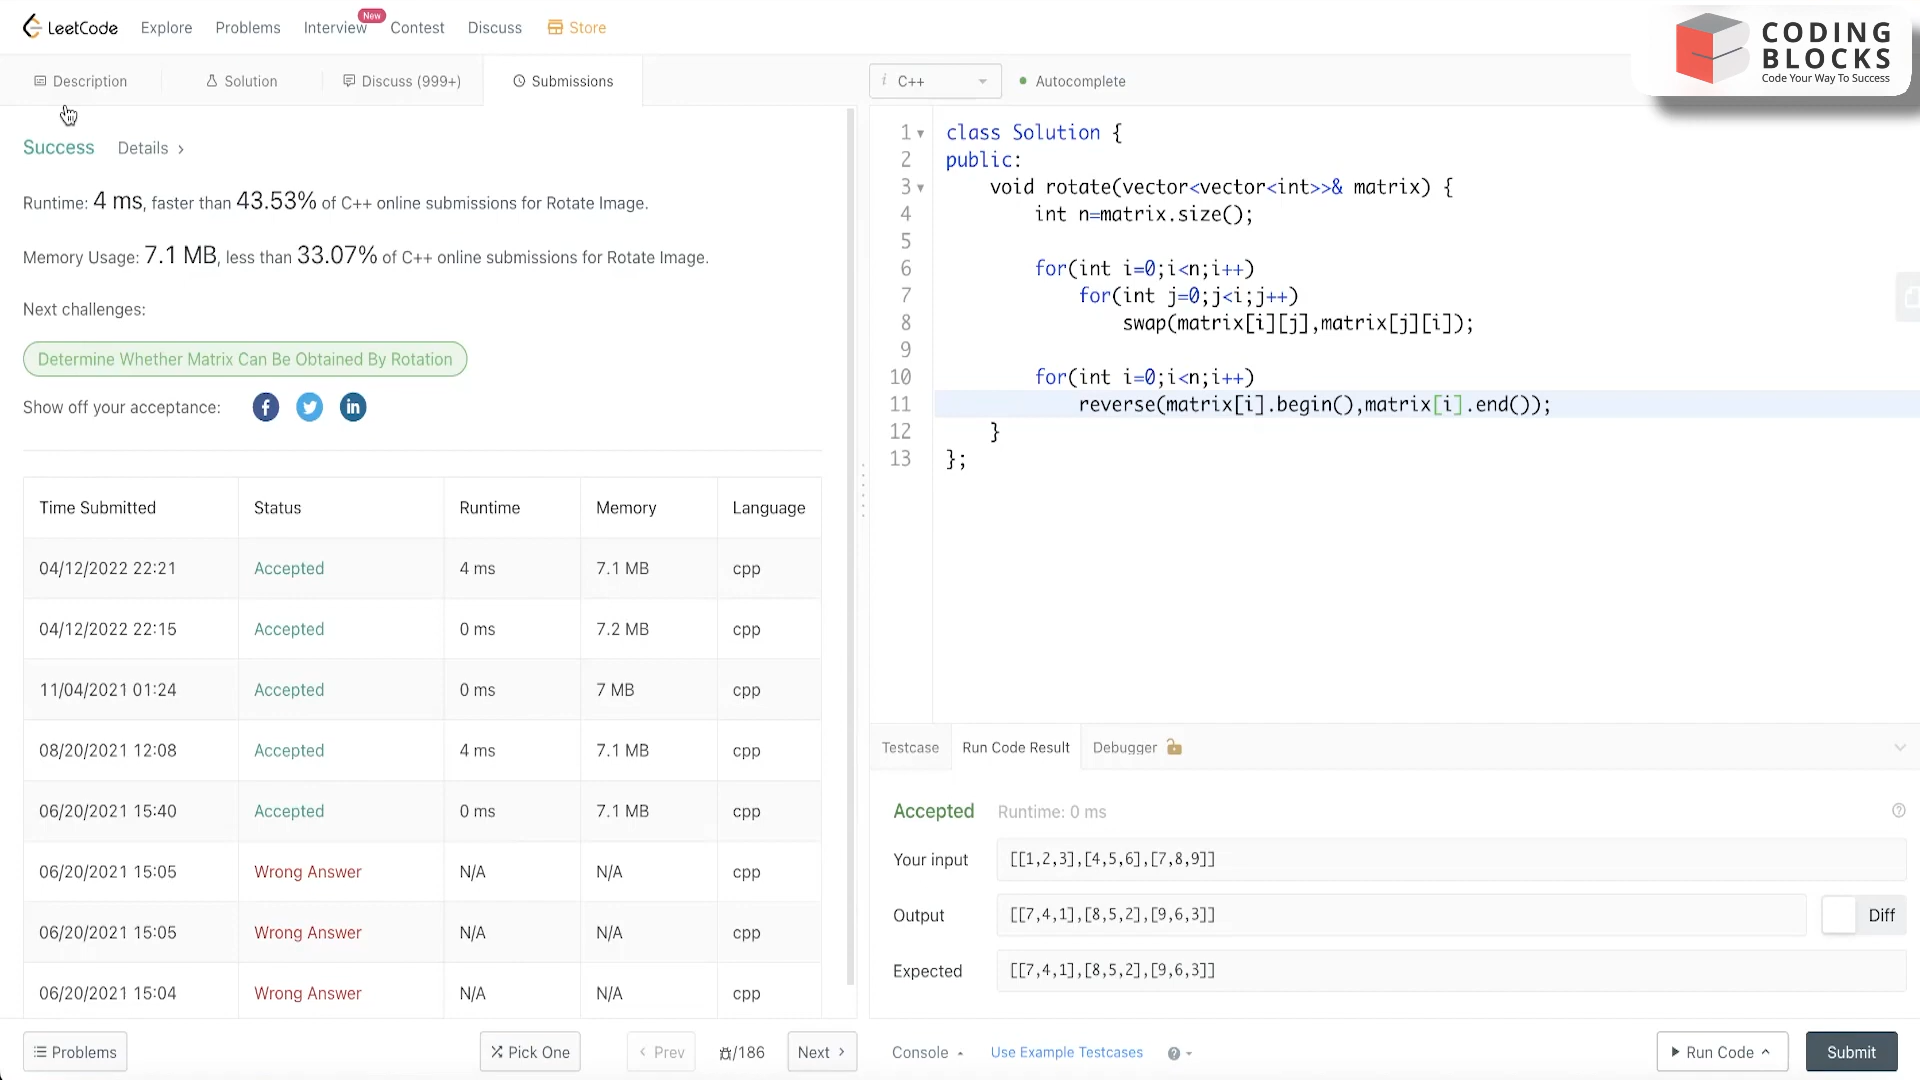 LeetCode Explore Problems Interview New Contest Discuss Store
CODING
BLOCKS
Code Your Way To Success
Description Solution Discuss (999+) Submissions
i C++ Autocomplete
Success Details >
Runtime: 4 ms, faster than 43.53% of C++ online submissions for Rotate Image.
Memory Usage: 7.1 MB, less than 33.07% of C++ online submissions for Rotate Image.
Next challenges:
Determine Whether Matrix Can Be Obtained By Rotation
Show off your acceptance:
Time Submitted Status Runtime Memory Language
04/12/2022 22:21 Accepted 4 ms 7.1 MB cpp
04/12/2022 22:15 Accepted 0 ms 7.2 MB cpp
11/04/2021 01:24 Accepted 0 ms 7 MB cpp
08/20/2021 12:08 Accepted 4 ms 7.1 MB cpp
06/20/2021 15:40 Accepted 0 ms 7.1 MB cpp
06/20/2021 15:05 Wrong Answer N/A N/A cpp
06/20/2021 15:05 Wrong Answer N/A N/A cpp
06/20/2021 15:04 Wrong Answer N/A N/A cpp
Problems Pick One < Prev /186 Next >
1 class Solution {
2 public:
3 void rotate(vector<vector<int>>& matrix) {
4 int n=matrix.size();
5
6 for(int i=0;i<n;i++)
7 for(int j=0;j<i;j++)
8 swap(matrix[i][j],matrix[j][i]);
9
10 for(int i=0;i<n;i++)
11 reverse(matrix[i].begin(),matrix[i].end());
12 }
13 };
Testcase Run Code Result Debugger
Accepted Runtime: 0 ms
Your input [[1,2,3],[4,5,6],[7,8,9]]
Output [[7,4,1],[8,5,2],[9,6,3]] Diff
Expected [[7,4,1],[8,5,2],[9,6,3]]
Console Use Example Testcases ? Run Code Submit